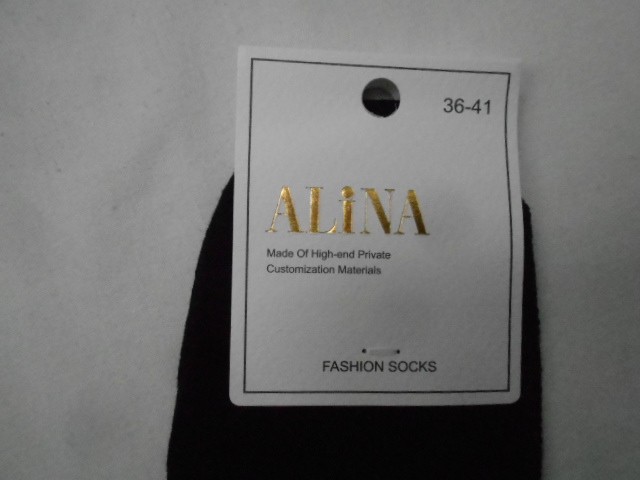 36-41
ALiNA
Made Of High-end Private
Customization Materials
FASHION SOCKS